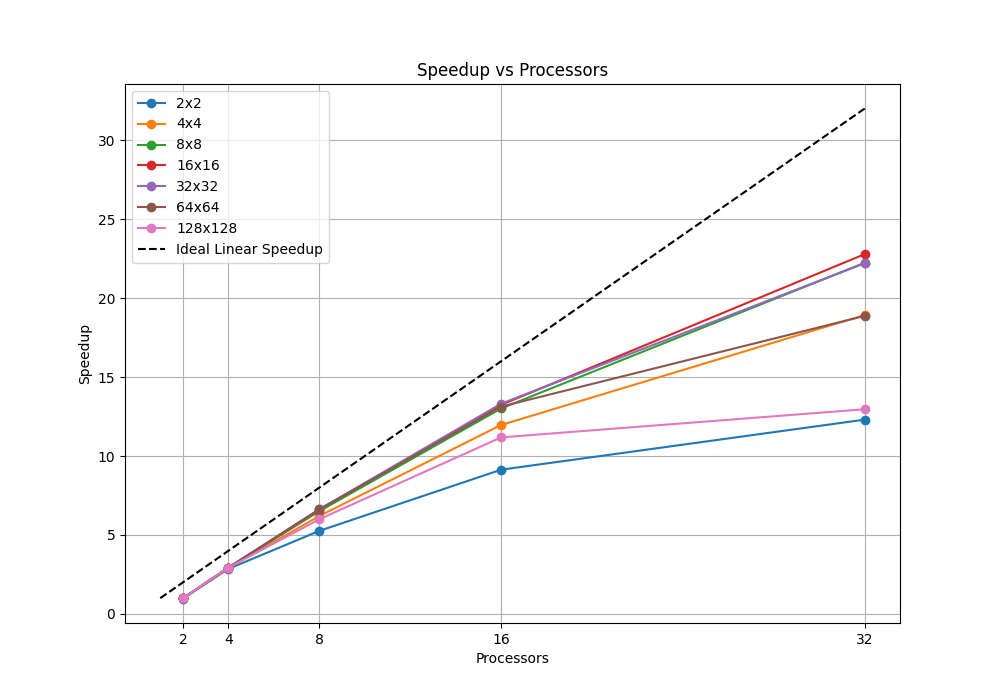 Speedup vs Processors
2x2
4x4
8x8
16x16
32x32
64x64
128x128
Ideal Linear Speedup
30
25
20
15
10
5
0
Speedup
2 4 8 16 32
Processors